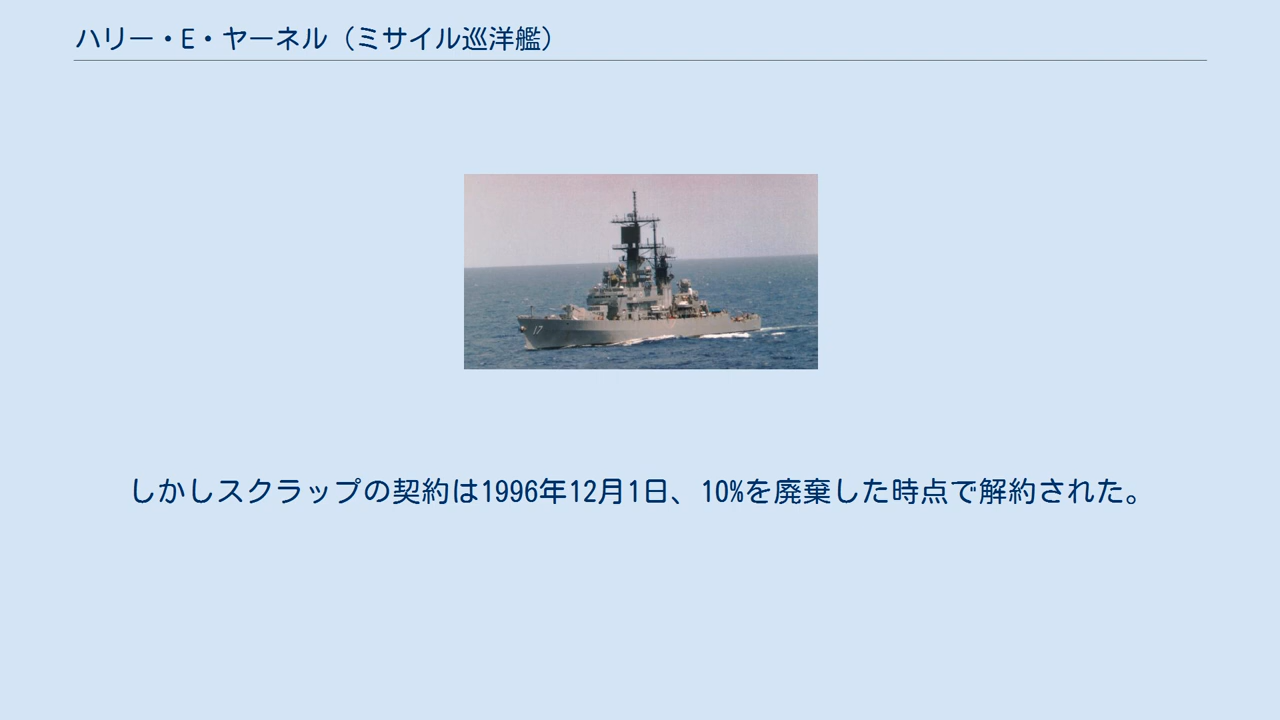 ハリー・E・ヤーネル（ミサイル巡洋艦）
17
しかしスクラップの契約は1996年12月1日、10%を廃棄した時点で解約された。